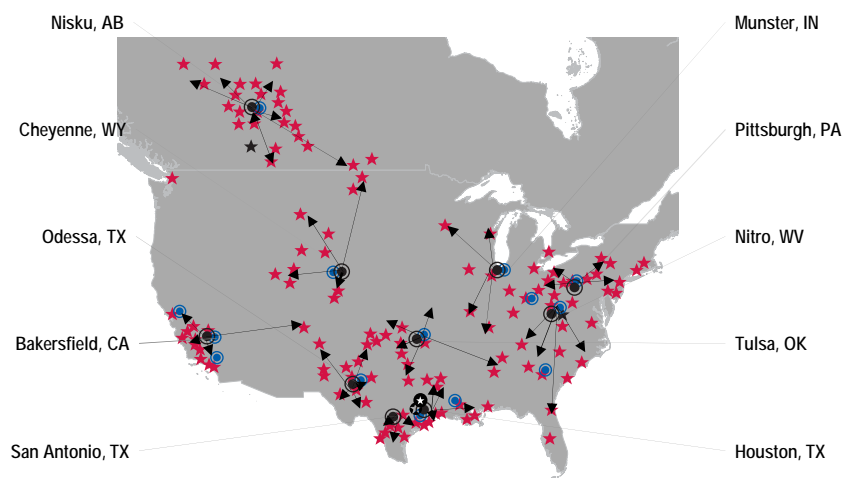 Nisku, AB
Munster, IN
Cheyenne, WY
Pittsburgh, PA
Odessa, TX
Nitro, WV
Bakersfield, CA
Tulsa, OK
San Antonio, TX
Houston, TX